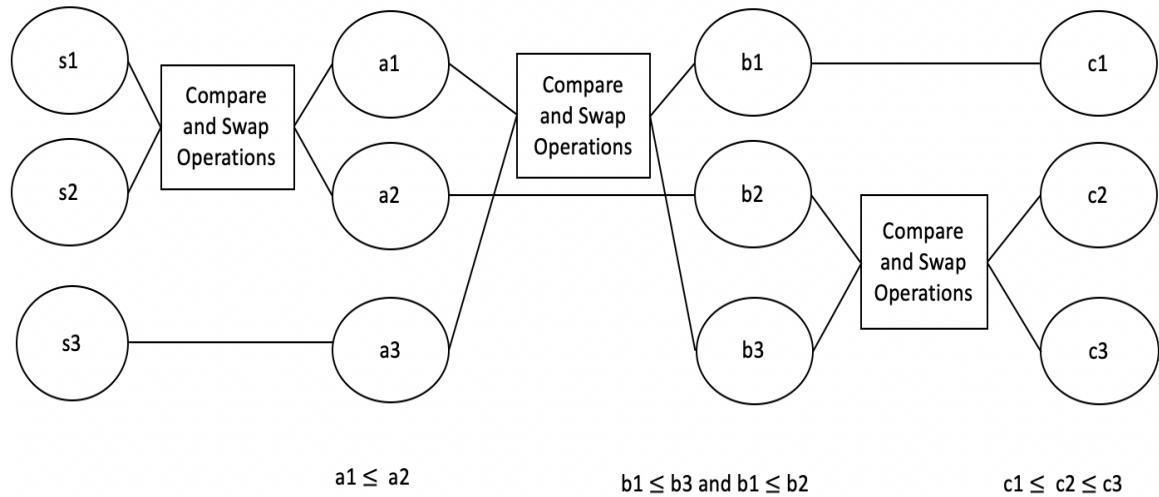 s1
s2
s3
Compare
and Swap
Operations
a1
a2
a3
Compare
and Swap
Operations
b1
b2
b3
Compare
and Swap
Operations
c1
c2
c3
a1 ≤ a2
b1 ≤ b3 and b1 ≤ b2
c1 ≤ c2 ≤ c3